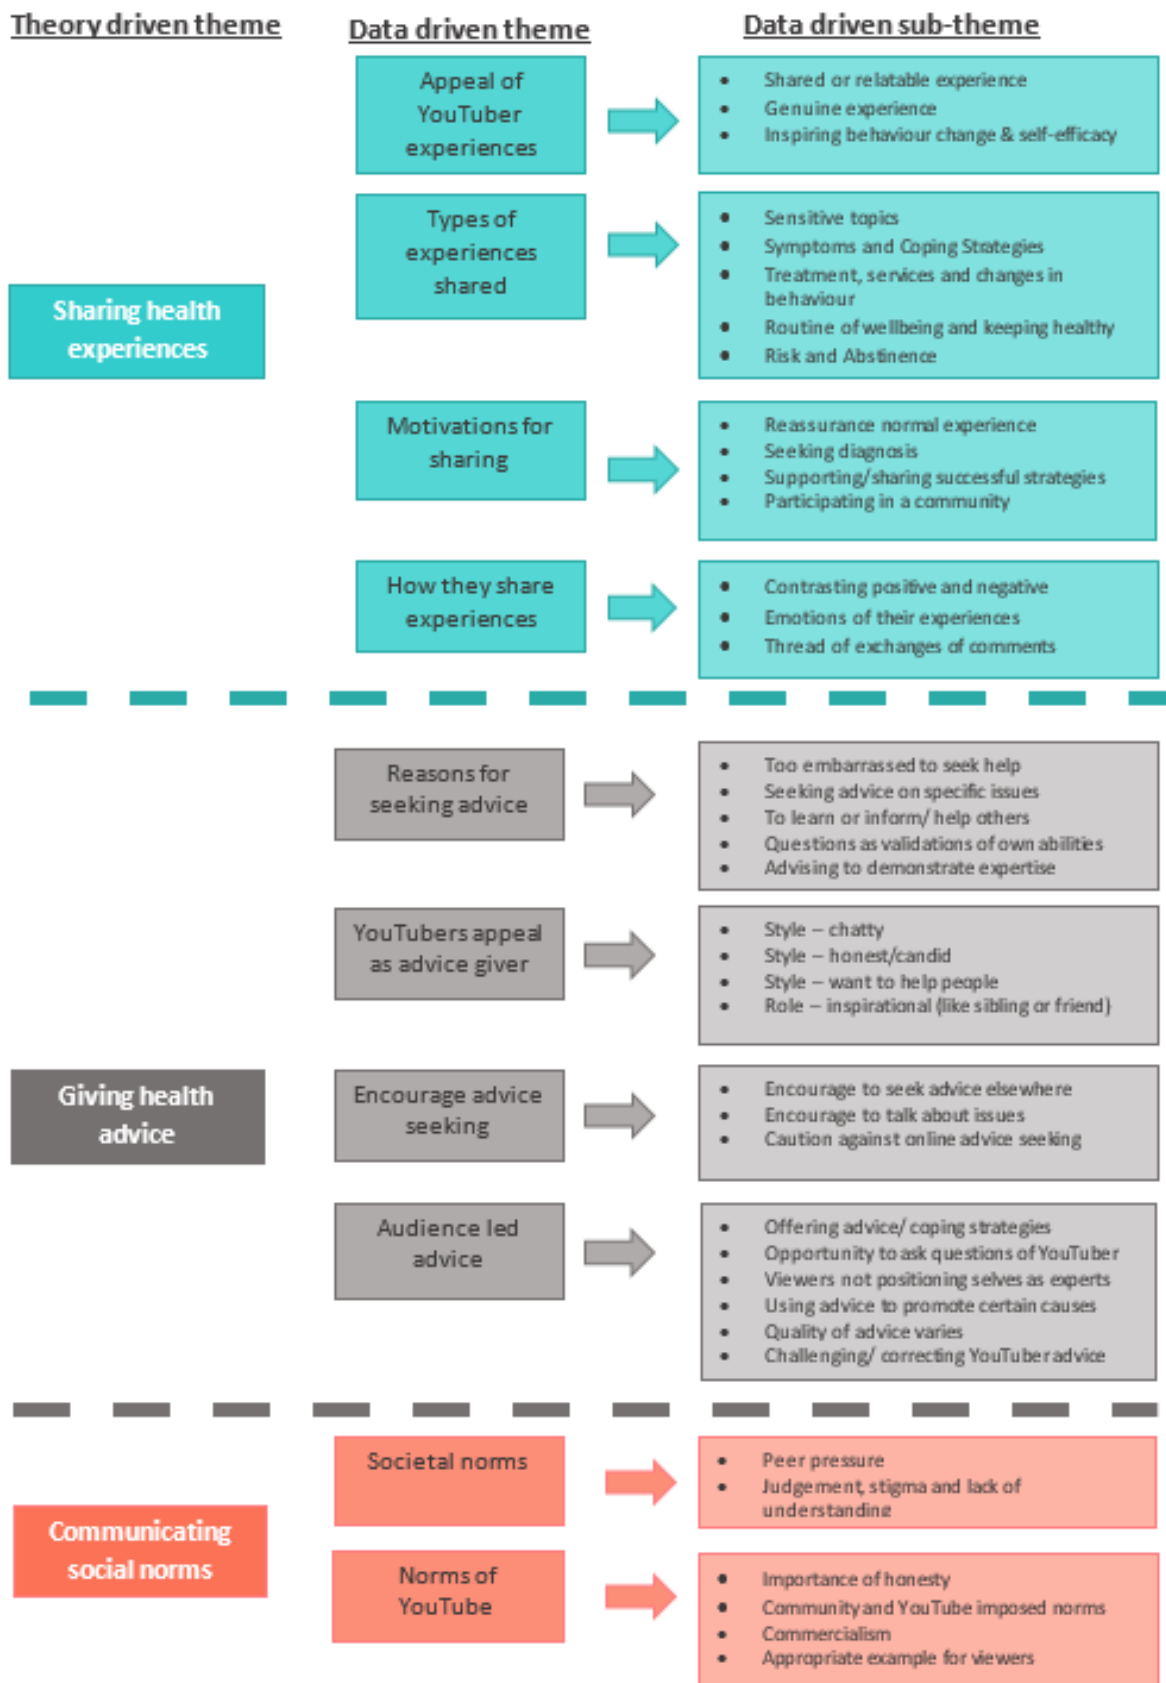 Theory driven theme
Data driven theme
Data driven sub-theme
Sharing health
experiences
Appeal of
YouTuber
experiences
Shared or relatable experience
Genuine experience
Inspiring behaviour change & self-efficacy
Types of
experiences
shared
Sensitive topics
Symptoms and Coping Strategies
Treatment, services and changes in
behaviour
Routine of wellbeing and keeping healthy
Risk and Abstinence
Motivations for
sharing
Reassurance normal experience
Seeking diagnosis
Supporting/sharing successful strategies
Participating in a community
How they share
experiences
Contrasting positive and negative
Emotions of their experiences
Thread of exchanges of comments
Giving health
advice
Reasons for
seeking advice
Too embarrassed to seek help
Seeking advice on specific issues
To learn or inform/ help others
Questions as validations of own abilities
Advising to demonstrate expertise
YouTubers appeal
as advice giver
Style – chatty
Style – honest/candid
Style – want to help people
Role – inspirational (like sibling or friend)
Encourage advice
seeking
Encourage to seek advice elsewhere
Encourage to talk about issues
Caution against online advice seeking
Audience led
advice
Offering advice/ coping strategies
Opportunity to ask questions of YouTuber
Viewers not positioning selves as experts
Using advice to promote certain causes
Quality of advice varies
Challenging/ correcting YouTuber advice
Communicating
social norms
Societal norms
Peer pressure
Judgement, stigma and lack of
understanding
Norms of
YouTube
Importance of honesty
Community and YouTube imposed norms
Commercialism
Appropriate example for viewers